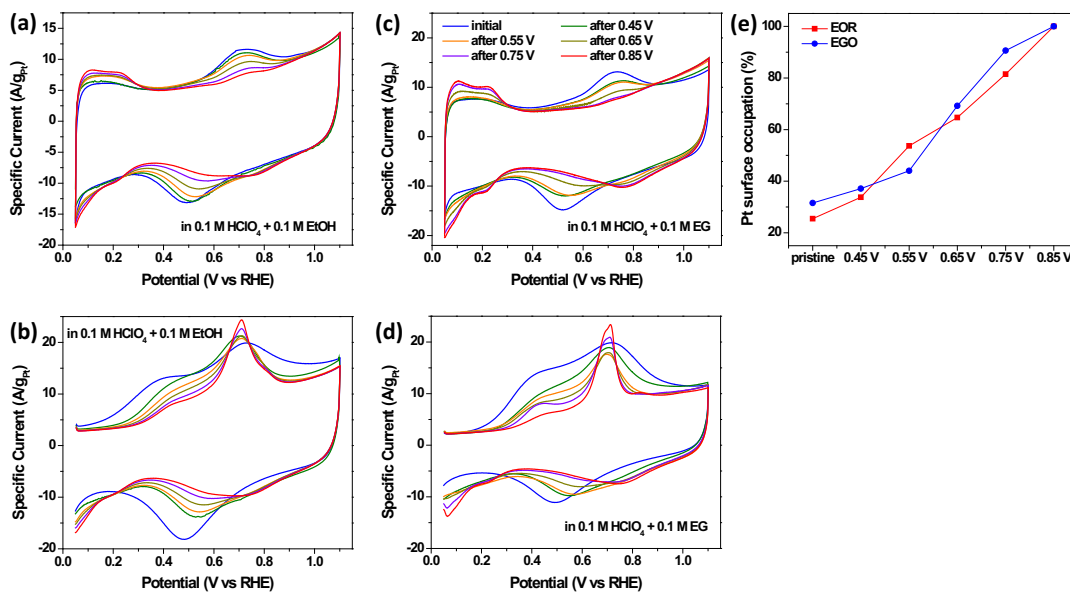 (a)
Specific Current (A/gPt)
15
10
5
0
-5
-10
-15
-20
in 0.1 M HClO4 + 0.1 M EtOH
0.0 0.2 0.4 0.6 0.8 1.0
Potential (V vs RHE)
(c)
initial
after 0.45 V
after 0.55 V
after 0.65 V
after 0.75 V
after 0.85 V
Specific Current (A/gPt)
20
10
0
-10
-20
in 0.1 M HClO4 + 0.1 M EG
0.0 0.2 0.4 0.6 0.8 1.0
Potential (V vs RHE)
(e)
EOR
EGO
Pt surface occupation (%)
100
80
60
40
20
pristine 0.45 V 0.55 V 0.65 V 0.75 V 0.85 V
(b)
in 0.1 M HClO4 + 0.1 M EtOH
Specific Current (A/gPt)
20
10
0
-10
-20
0.0 0.2 0.4 0.6 0.8 1.0
Potential (V vs RHE)
(d)
Specific Current (A/gPt)
20
10
0
-10
-20
in 0.1 M HClO4 + 0.1 M EG
0.0 0.2 0.4 0.6 0.8 1.0
Potential (V vs RHE)